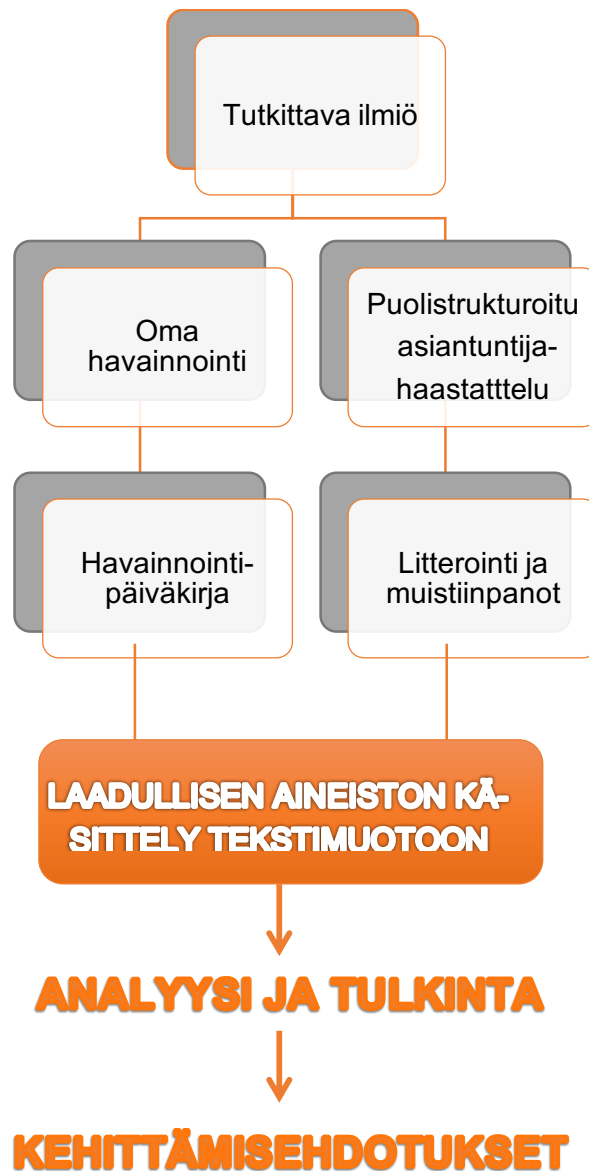 Tutkittava ilmiö
Oma
havainnointi
Puolistrukturoitu
asiantuntija-
haastatttelu
Havainnointi-
päiväkirja
Litterointi ja
muistiinpanot
LAADULLISEN AINEISTON KÄ-
SITTELY TEKSTIMUOTOON
ANALYYSI JA TULKINTA
KEHITTÄMISEHDOTUKSET